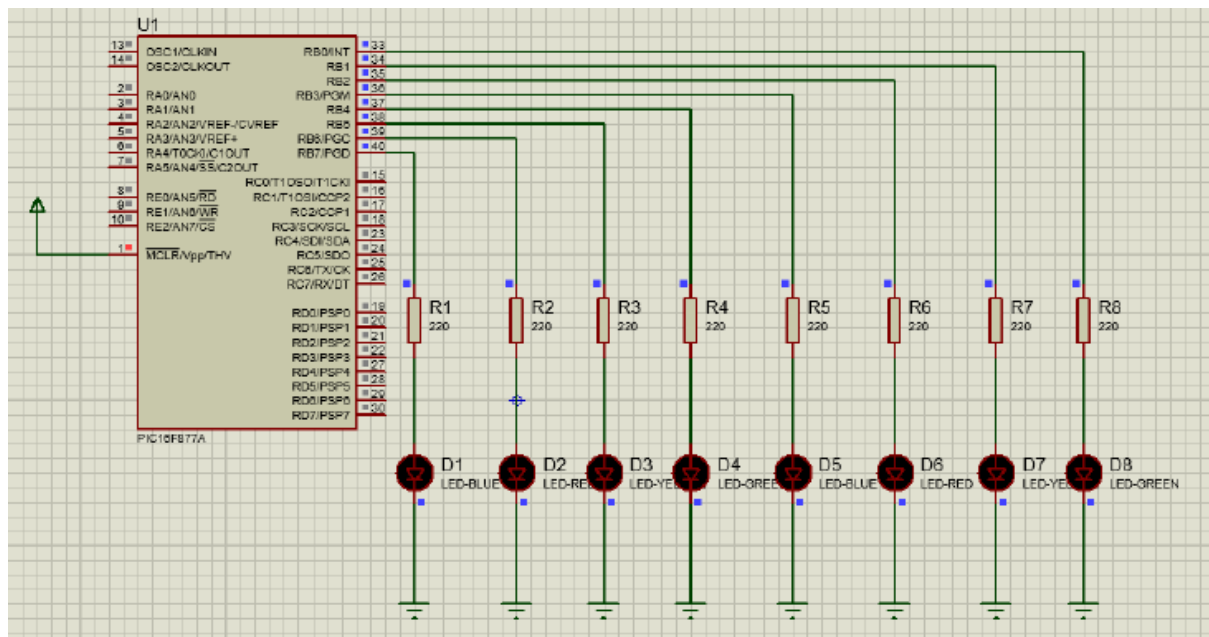 U1
13 OSC1/CLKIN RB0/INT 33
14 OSC2/CLKOUT RB1 34
RB2 35
2 RA0/AN0 RB3/PGM 36
3 RA1/AN1 RB4 37
4 RA2/AN2/VREF-/CVREF RB5 38
5 RA3/AN3/VREF+ RB6/PGC 39
6 RA4/T0CKI/C1OUT RB7/PGD 40
7 RA5/AN4/SS/C2OUT
RC0/T1OSO/T1CKI 15
8 RE0/AN5/RD RC1/T1OSI/CCP2 16
9 RE1/AN6/WR RC2/CCP1 17
10 RE2/AN7/CS RC3/SCK/SCL 18
RC4/SDI/SDA 23
1 MCLR/Vpp/THV RC5/SDO 24
RC6/TX/CK 25
RC7/RX/DT 26
RD0/PSP0 19
RD1/PSP1 20
RD2/PSP2 21
RD3/PSP3 22
RD4/PSP4 27
RD5/PSP5 28
RD6/PSP6 29
RD7/PSP7 30
PIC16F877A
R1 R2 R3 R4 R5 R6 R7 R8
220 220 220 220 220 220 220 220
D1 D2 D3 D4 D5 D6 D7 D8
LED-BLUE LED-RE LED-YE LED-GREE LED-BLUE LED-RED LED-YE LED-GREEN